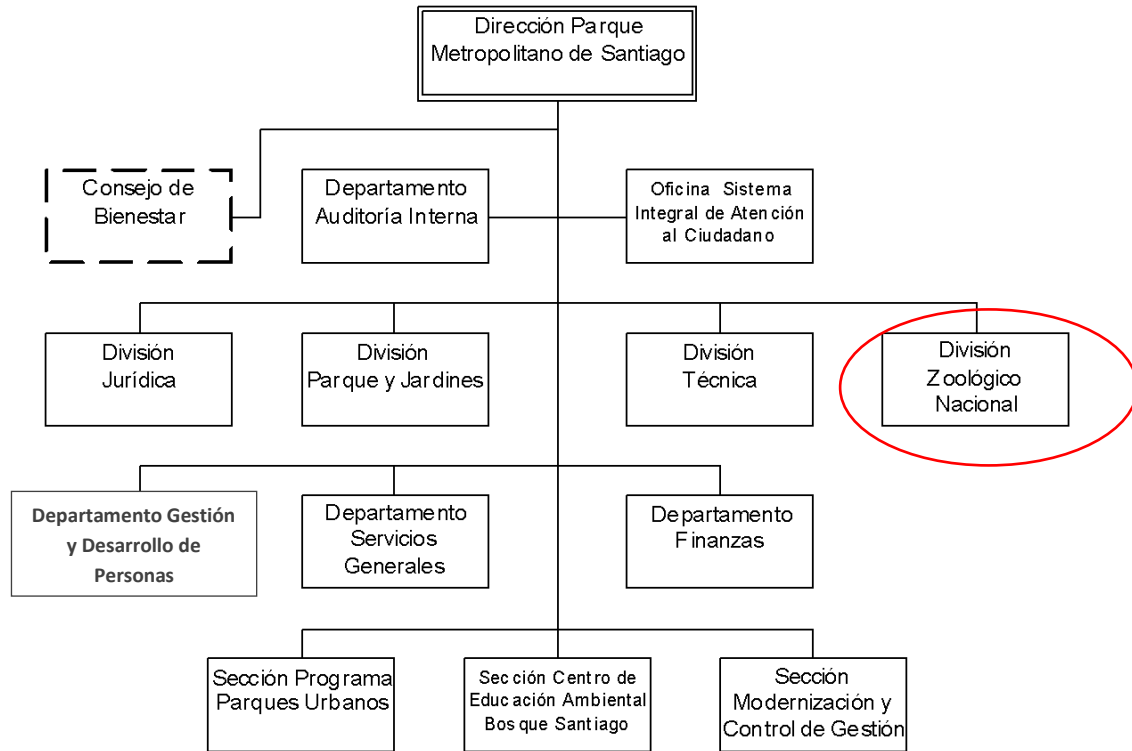 Dirección Parque
Metropolitano de Santiago
Consejo de
Bienestar
Departamento
Auditoría Interna
Oficina Sistema
Integral de Atención
al Ciudadano
División
Jurídica
División
Parque y Jardines
División
Técnica
División
Zoológico
Nacional
Departamento Gestión
y Desarrollo de
Personas
Departamento
Servicios
Generales
Departamento
Finanzas
Sección Programa
Parques Urbanos
Sección Centro de
Educación Ambiental
Bosque Santiago
Sección
Modernización y
Control de Gestión